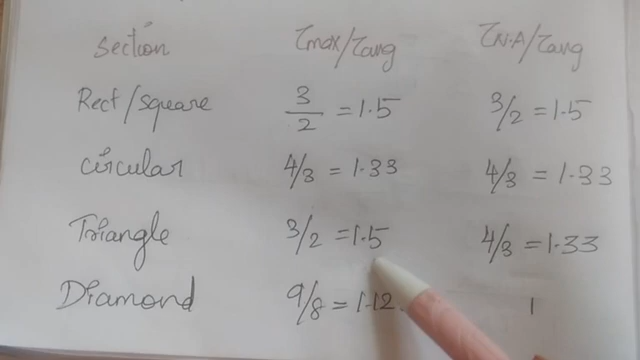 section τmax/τavg τN.A/τavg
Rect/square 3/2 = 1.5 3/2 = 1.5
circular 4/3 = 1.33 4/3 = 1.33
Triangle 3/2 = 1.5 4/3 = 1.33
Diamond 9/8 = 1.12 1